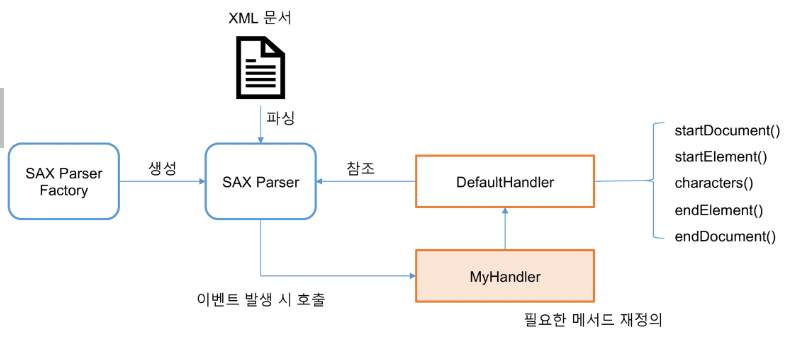 XML 문서
파싱
SAX Parser
Factory
생성
SAX Parser
참조
DefaultHandler
startDocument()
startElement()
characters()
endElement()
endDocument()
MyHandler
이벤트 발생 시 호출
필요한 메서드 재정의